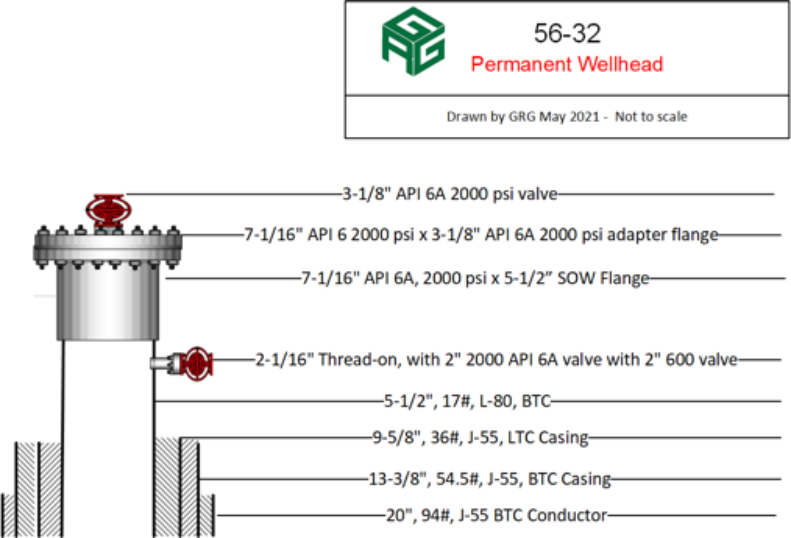 GRG
56-32
Permanent Wellhead
Drawn by GRG May 2021 - Not to scale
3-1/8" API 6A 2000 psi valve
7-1/16" API 6 2000 psi x 3-1/8" API 6A 2000 psi adapter flange
7-1/16" API 6A, 2000 psi x 5-1/2” SOW Flange
2-1/16" Thread-on, with 2" 2000 API 6A valve with 2" 600 valve
5-1/2", 17#, L-80, BTC
9-5/8", 36#, J-55, LTC Casing
13-3/8", 54.5#, J-55, BTC Casing
20", 94#, J-55 BTC Conductor